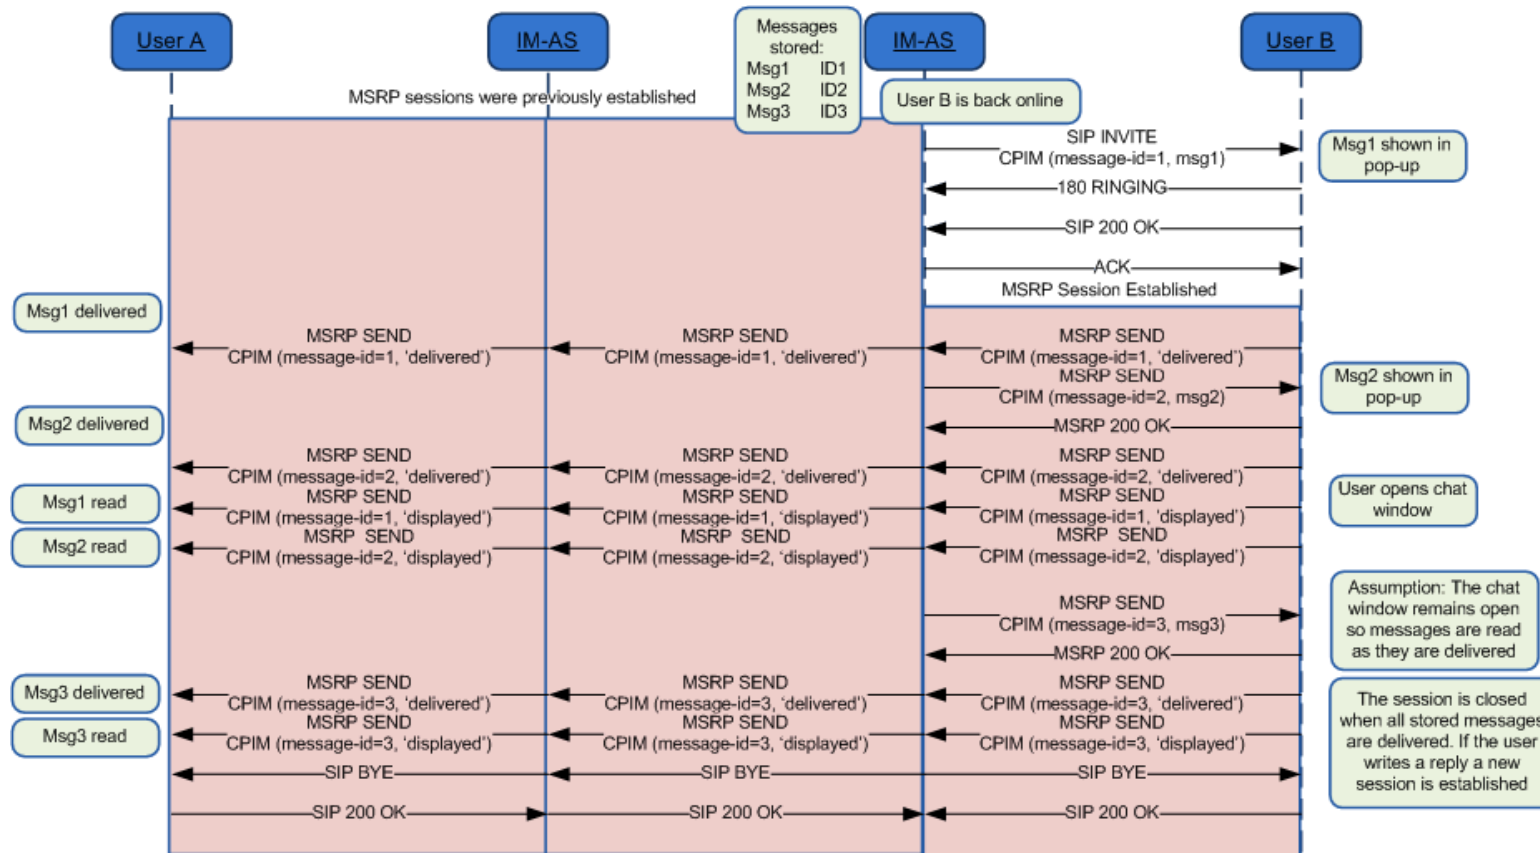 User A
IM-AS
Messages
stored:
Msg1 ID1
Msg2 ID2
Msg3 ID3
IM-AS
User B
MSRP sessions were previously established
User B is back online
SIP INVITE
CPIM (message-id=1, msg1)
Msg1 shown in
pop-up
180 RINGING
SIP 200 OK
ACK
MSRP Session Established
Msg1 delivered
MSRP SEND
CPIM (message-id=1, ‘delivered’)
MSRP SEND
CPIM (message-id=1, ‘delivered’)
MSRP SEND
CPIM (message-id=1, ‘delivered’)
MSRP SEND
CPIM (message-id=2, msg2)
Msg2 shown in
pop-up
Msg2 delivered
MSRP 200 OK
MSRP SEND
CPIM (message-id=2, ‘delivered’)
MSRP SEND
CPIM (message-id=2, ‘delivered’)
MSRP SEND
CPIM (message-id=2, ‘delivered’)
Msg1 read
MSRP SEND
CPIM (message-id=1, ‘displayed’)
MSRP SEND
CPIM (message-id=1, ‘displayed’)
MSRP SEND
CPIM (message-id=1, ‘displayed’)
User opens chat
window
Msg2 read
MSRP SEND
CPIM (message-id=2, ‘displayed’)
MSRP SEND
CPIM (message-id=2, ‘displayed’)
MSRP SEND
CPIM (message-id=2, ‘displayed’)
MSRP SEND
CPIM (message-id=3, msg3)
Assumption: The chat
window remains open
so messages are read
as they are delivered
MSRP 200 OK
Msg3 delivered
MSRP SEND
CPIM (message-id=3, ‘delivered’)
MSRP SEND
CPIM (message-id=3, ‘delivered’)
MSRP SEND
CPIM (message-id=3, ‘delivered’)
Msg3 read
MSRP SEND
CPIM (message-id=3, ‘displayed’)
MSRP SEND
CPIM (message-id=3, ‘displayed’)
MSRP SEND
CPIM (message-id=3, ‘displayed’)
The session is closed
when all stored messages
are delivered. If the user
writes a reply a new
session is established
SIP BYE
SIP BYE
SIP BYE
SIP 200 OK
SIP 200 OK
SIP 200 OK